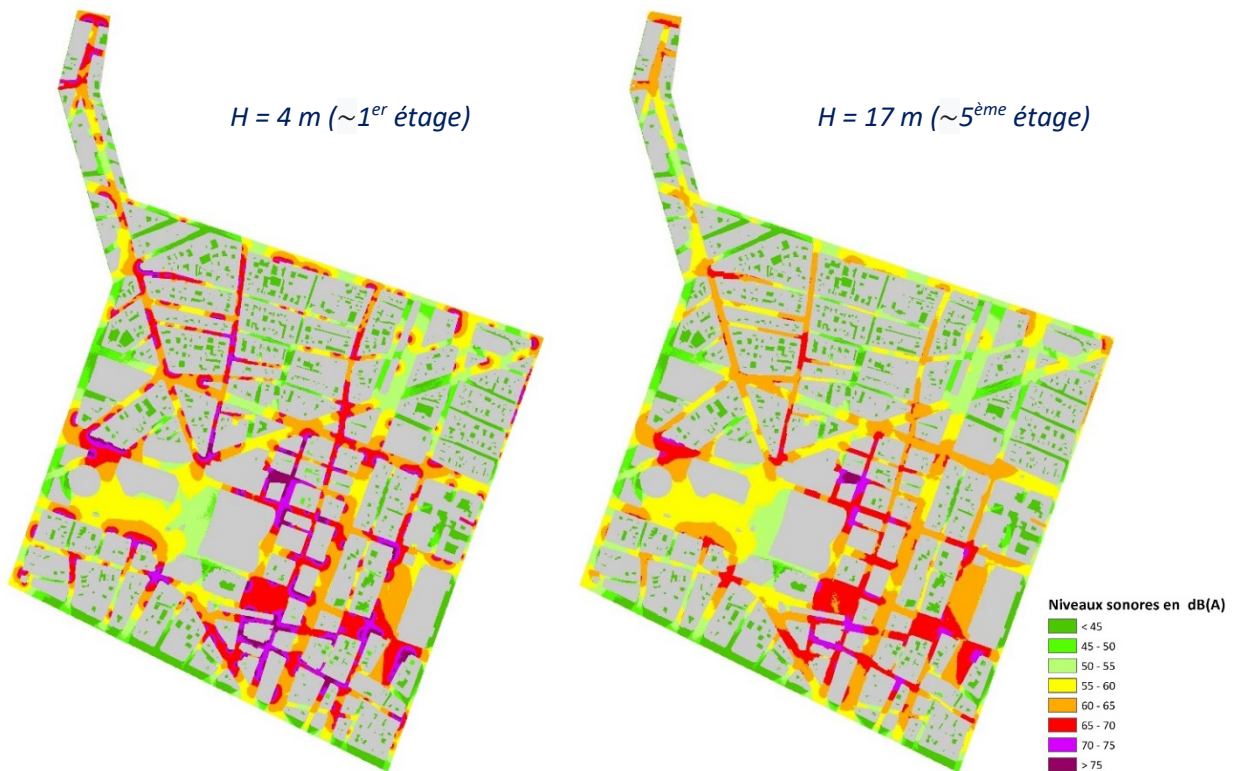 H = 4 m (~1er étage)
H = 17 m (~5ème étage)
Niveaux sonores en dB(A)
< 45
45 - 50
50 - 55
55 - 60
60 - 65
65 - 70
70 - 75
> 75